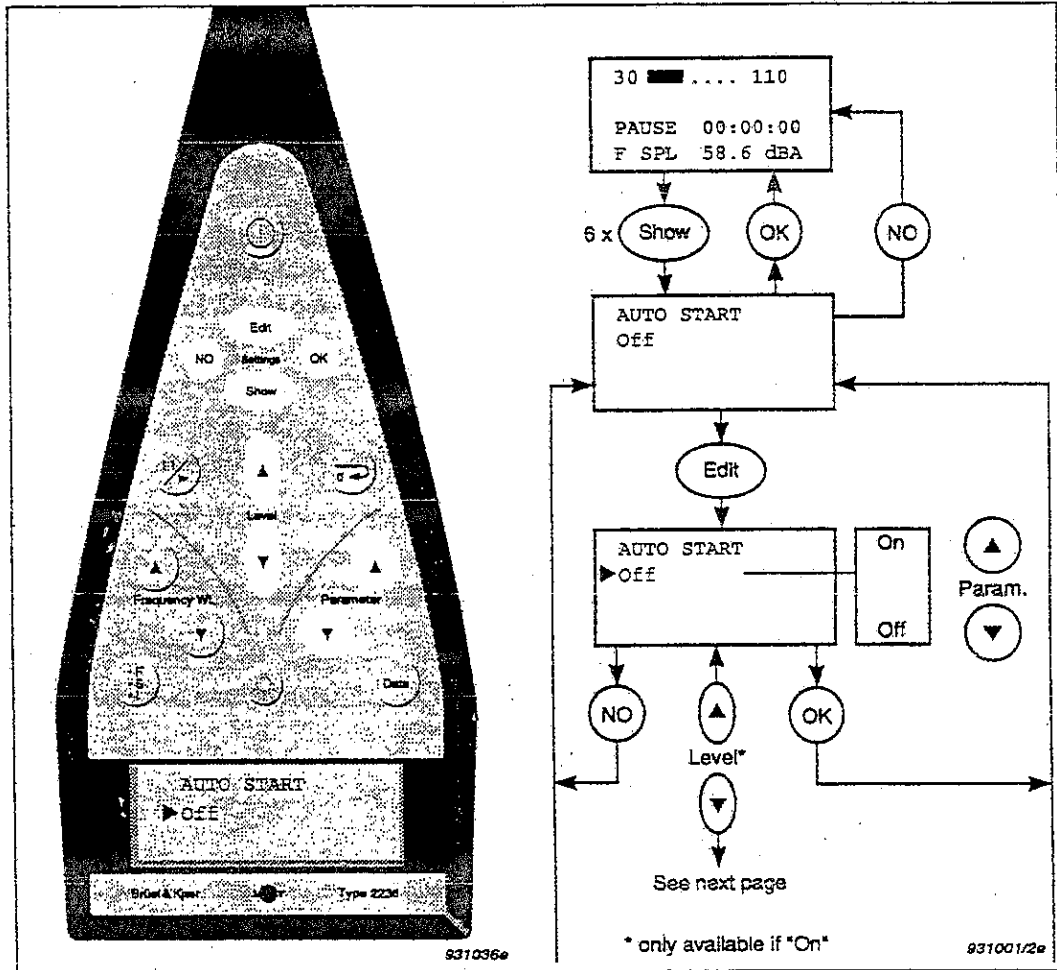 Edit
NO Settings OK
Show
Level
Frequency Wt. Parameter
F
S
Data
AUTO START
▶Off
Brüel & Kjær
Type 2236
931036e
30 .... 110
PAUSE 00:00:00
F SPL 58.6 dBA
6 x Show OK NO
AUTO START
Off
Edit
AUTO START
▶Off
On
Off
Param.
NO
Level*
OK
See next page
* only available if "On"
931001/2e